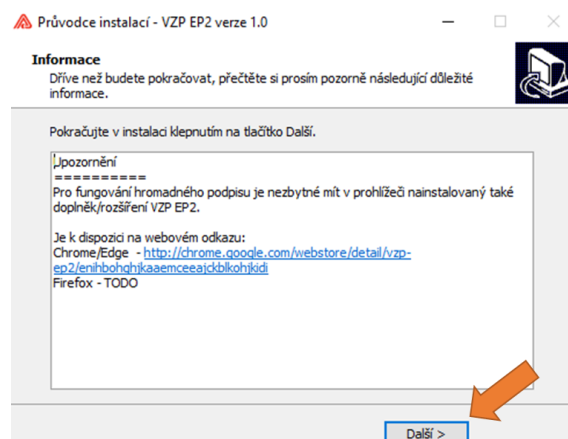 Průvodce instalací - VZP EP2 verze 1.0
Informace
Dříve než budete pokračovat, přečtěte si prosím pozorně následující důležité
informace.
Pokračujte v instalaci klepnutím na tlačítko Další.
Upozornění
==========
Pro fungování hromadného podpisu je nezbytné mít v prohlížeči nainstalovaný také
doplněk/rozšíření VZP EP2.
Je k dispozici na webovém odkazu:
Chrome/Edge - http://chrome.google.com/webstore/detail/vzp-
ep2/enihbohghjkaaemceeajckblkohjkidi
Firefox - TODO
Další >